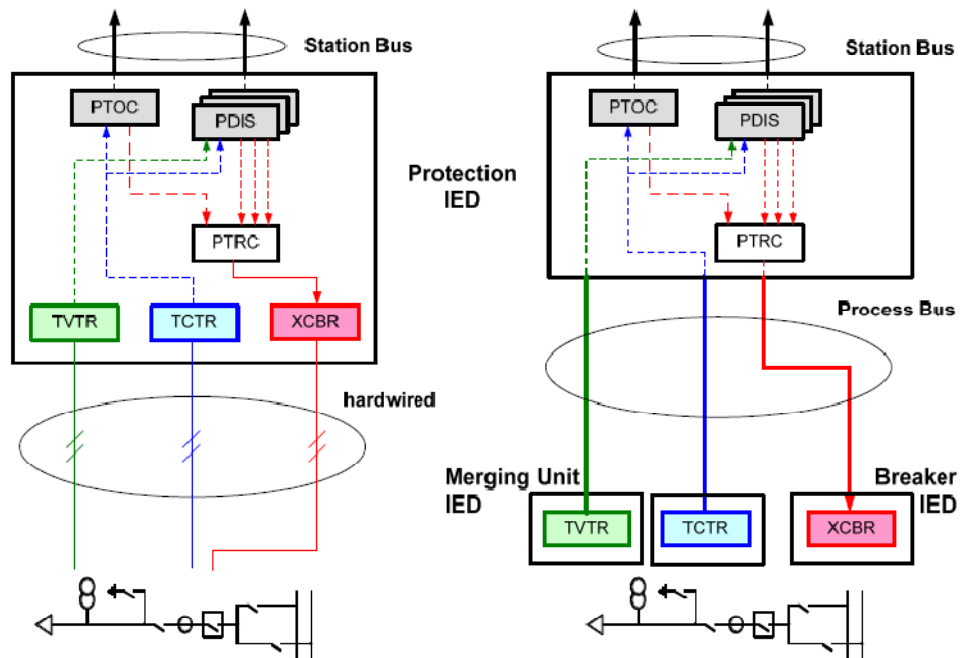 Station Bus
PTOC
PDIS
PTRC
TVTR
TCTR
XCBR
hardwired
Protection
IED
Station Bus
PTOC
PDIS
PTRC
Process Bus
Merging Unit
IED
Breaker
IED
TVTR
TCTR
XCBR